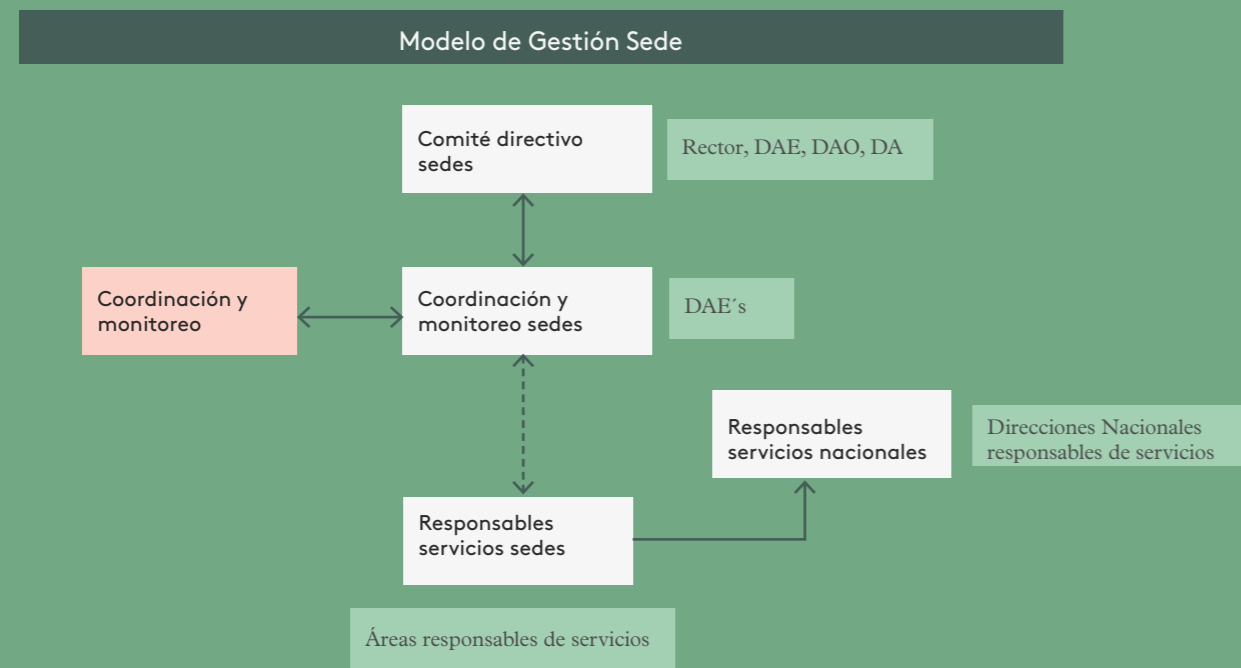 Modelo de Gestión Sede
Comité directivo
sedes
Rector, DAE, DAO, DA
Coordinación y
monitoreo
Coordinación y
monitoreo sedes
DAE´s
Responsables
servicios nacionales
Direcciones Nacionales
responsables de servicios
Responsables
servicios sedes
Áreas responsables de servicios